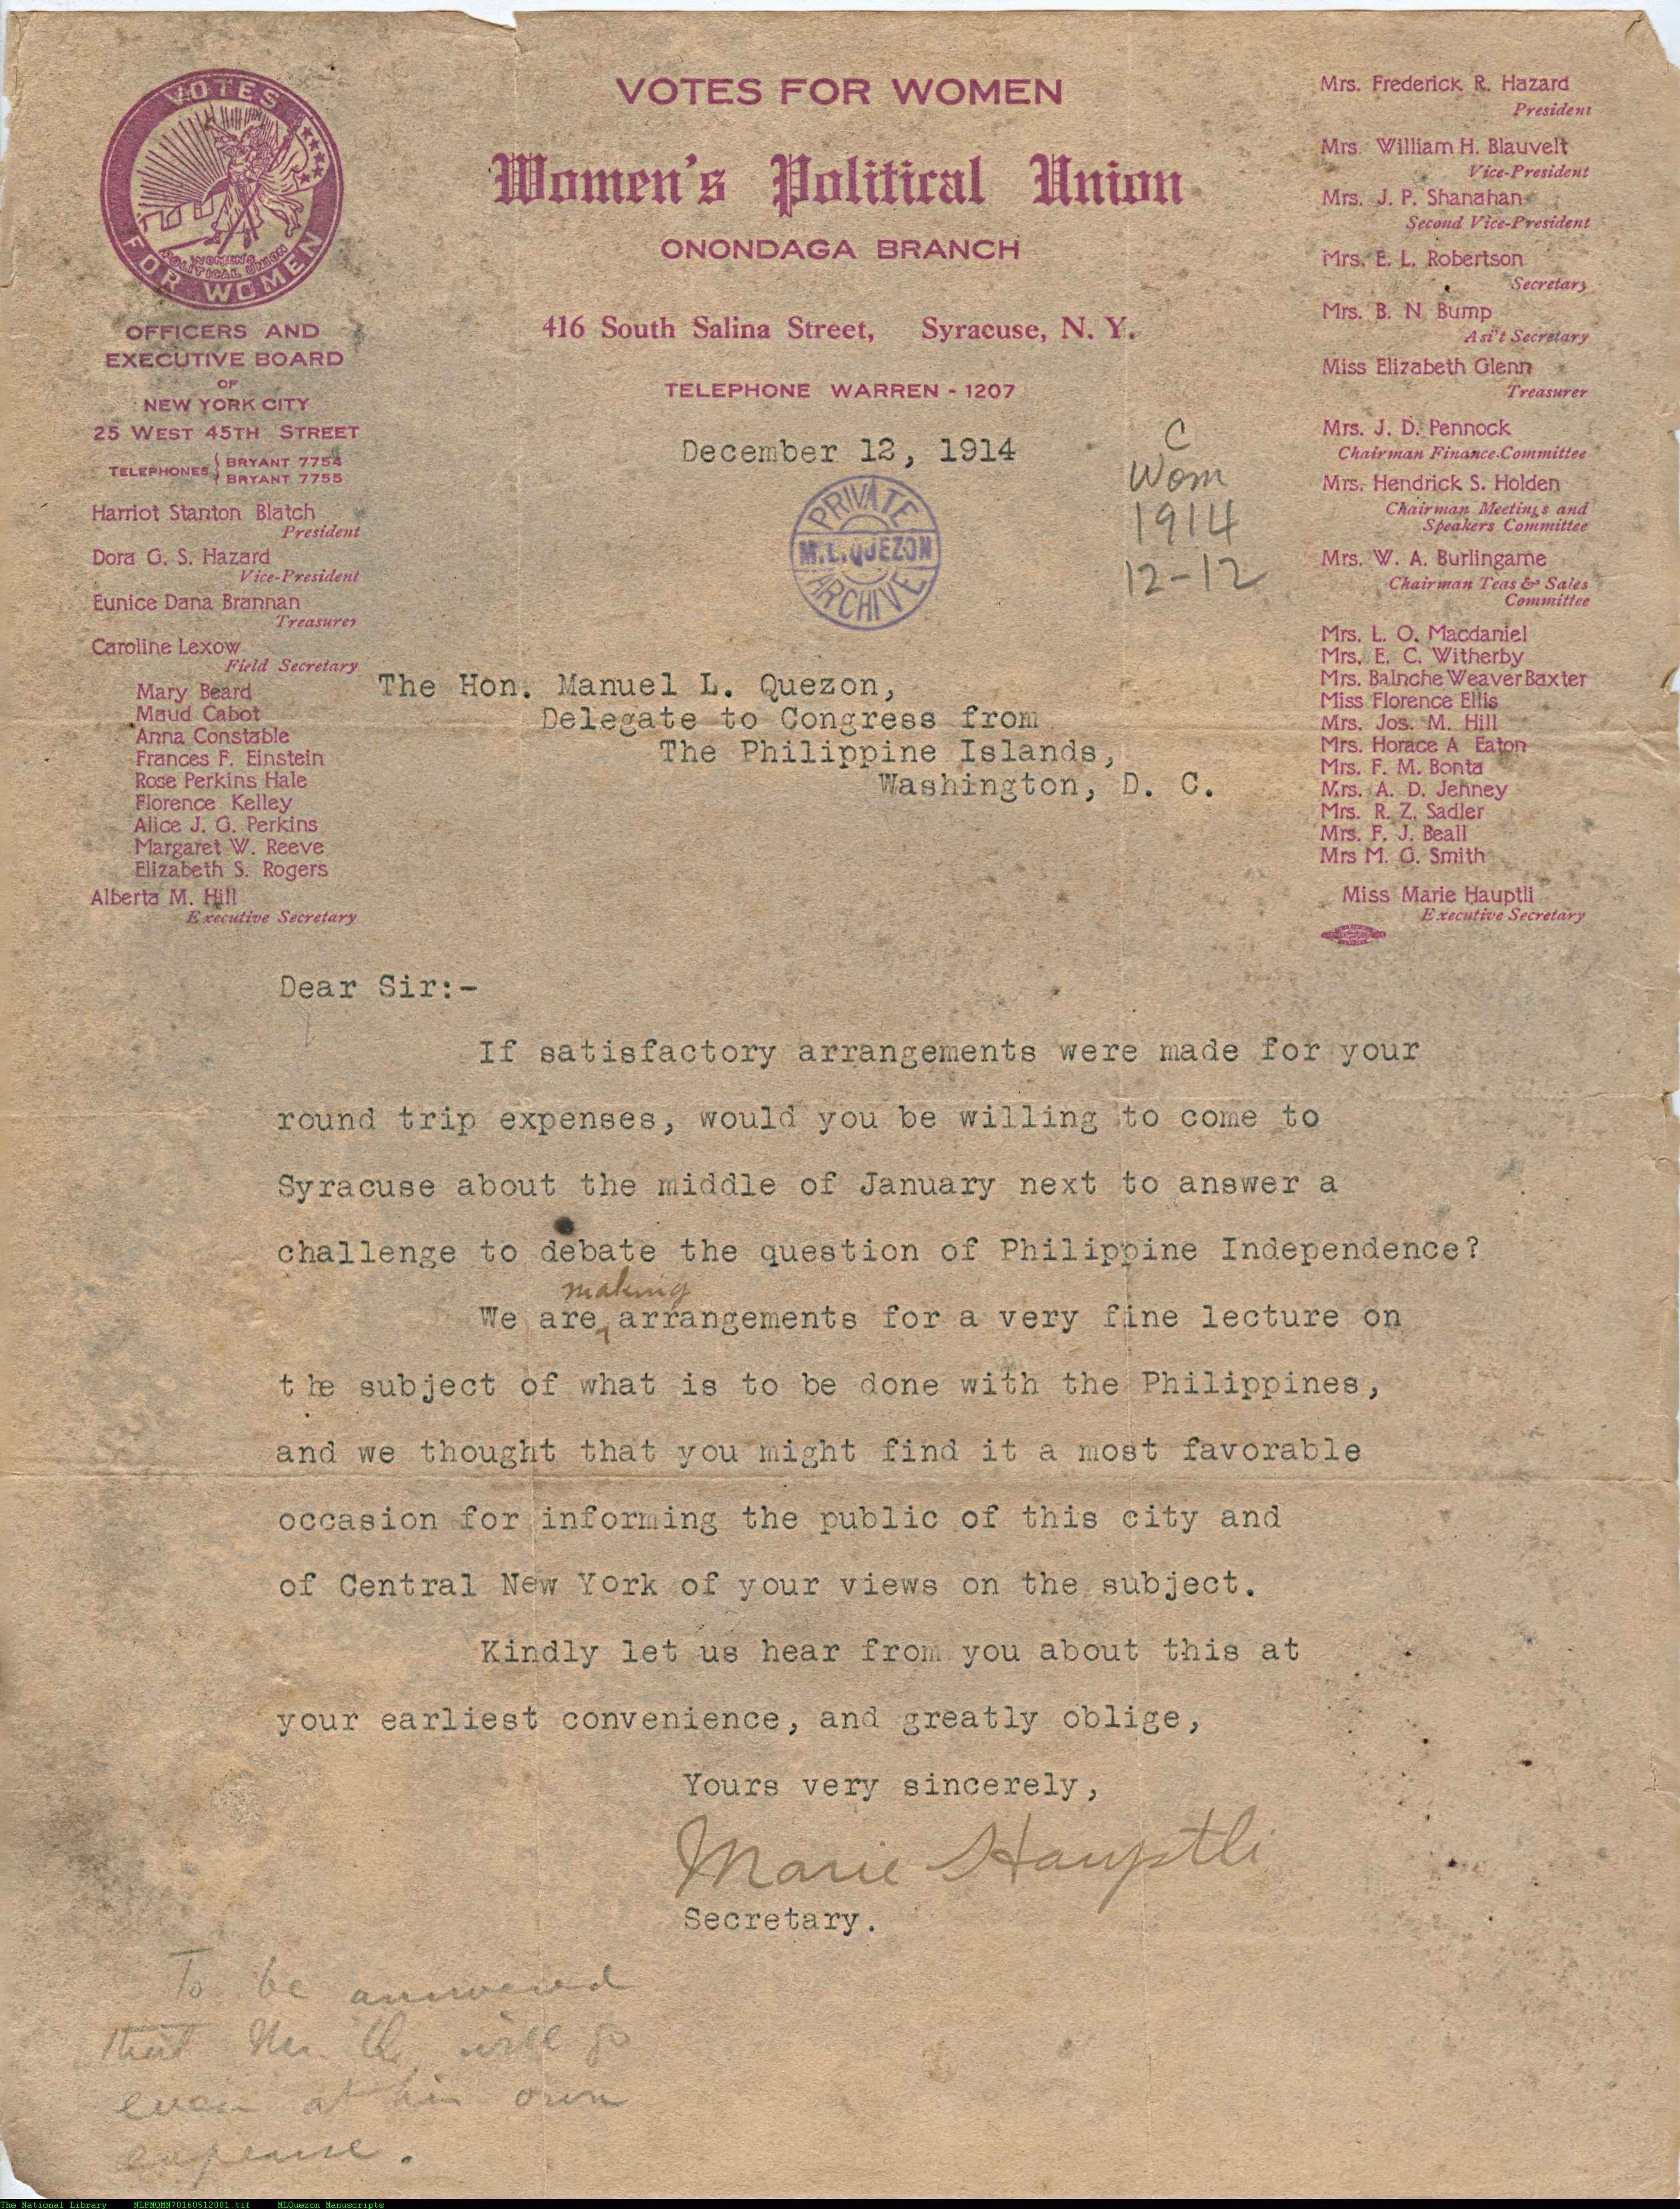 VOTES
FOR WOMEN
WOMEN'S
POLITICAL UNION
OFFICERS AND
EXECUTIVE BOARD
OF
NEW YORK CITY
25 WEST 45TH STREET
TELEPHONES { BRYANT 7754
BRYANT 7755
Harriot Stanton Blatch
President
Dora G. S. Hazard
Vice-President
Eunice Dana Brannan
Treasurer
Caroline Lexow
Field Secretary
Mary Beard
Maud Cabot
Anna Constable
Frances F. Einstein
Rose Perkins Hale
Florence Kelley
Alice J. G. Perkins
Margaret W. Reeve
Elizabeth S. Rogers
Alberta M. Hill
Executive Secretary
VOTES FOR WOMEN
Women's Political Union
ONONDAGA BRANCH
416 South Salina Street, Syracuse, N. Y.
TELEPHONE WARREN - 1207
Mrs. Frederick R. Hazard
President
Mrs. William H. Blauvelt
Vice-President
Mrs. J. P. Shanahan
Second Vice-President
Mrs. E. L. Robertson
Secretary
Mrs. B. N. Bump
Ass't Secretary
Miss Elizabeth Glenn
Treasurer
Mrs. J. D. Pennock
Chairman Finance Committee
Mrs. Hendrick S. Holden
Chairman Meetings and
Speakers Committee
Mrs. W. A. Burlingame
Chairman Teas & Sales
Committee
Mrs. L. O. Macdaniel
Mrs. E. C. Witherby
Mrs. Balnche Weaver Baxter
Miss Florence Ellis
Mrs. Jos. M. Hill
Mrs. Horace A Eaton
Mrs. F. M. Bonta
Mrs. A. D. Jenney
Mrs. R. Z. Sadler
Mrs. F. J. Beall
Mrs M. G. Smith
Miss Marie Hauptli
Executive Secretary
December 12, 1914
C
Wom
1914
12-12
PRIVATE
M.L.QUEZON
ARCHIVE
The Hon. Manuel L. Quezon,
Delegate to Congress from
The Philippine Islands,
Washington, D. C.
Dear Sir:-
If satisfactory arrangements were made for your
round trip expenses, would you be willing to come to
Syracuse about the middle of January next to answer a
challenge to debate the question of Philippine Independence?
making
We are arrangements for a very fine lecture on
the subject of what is to be done with the Philippines,
and we thought that you might find it a most favorable
occasion for informing the public of this city and
of Central New York of your views on the subject.
Kindly let us hear from you about this at
your earliest convenience, and greatly oblige,
Yours very sincerely,
Marie Hauptli
Secretary.
To be answered
that Mr. Q. will go
even at his own
expense.
The National Library NLPMQMN70160512001.tif MLQuezon Manuscripts